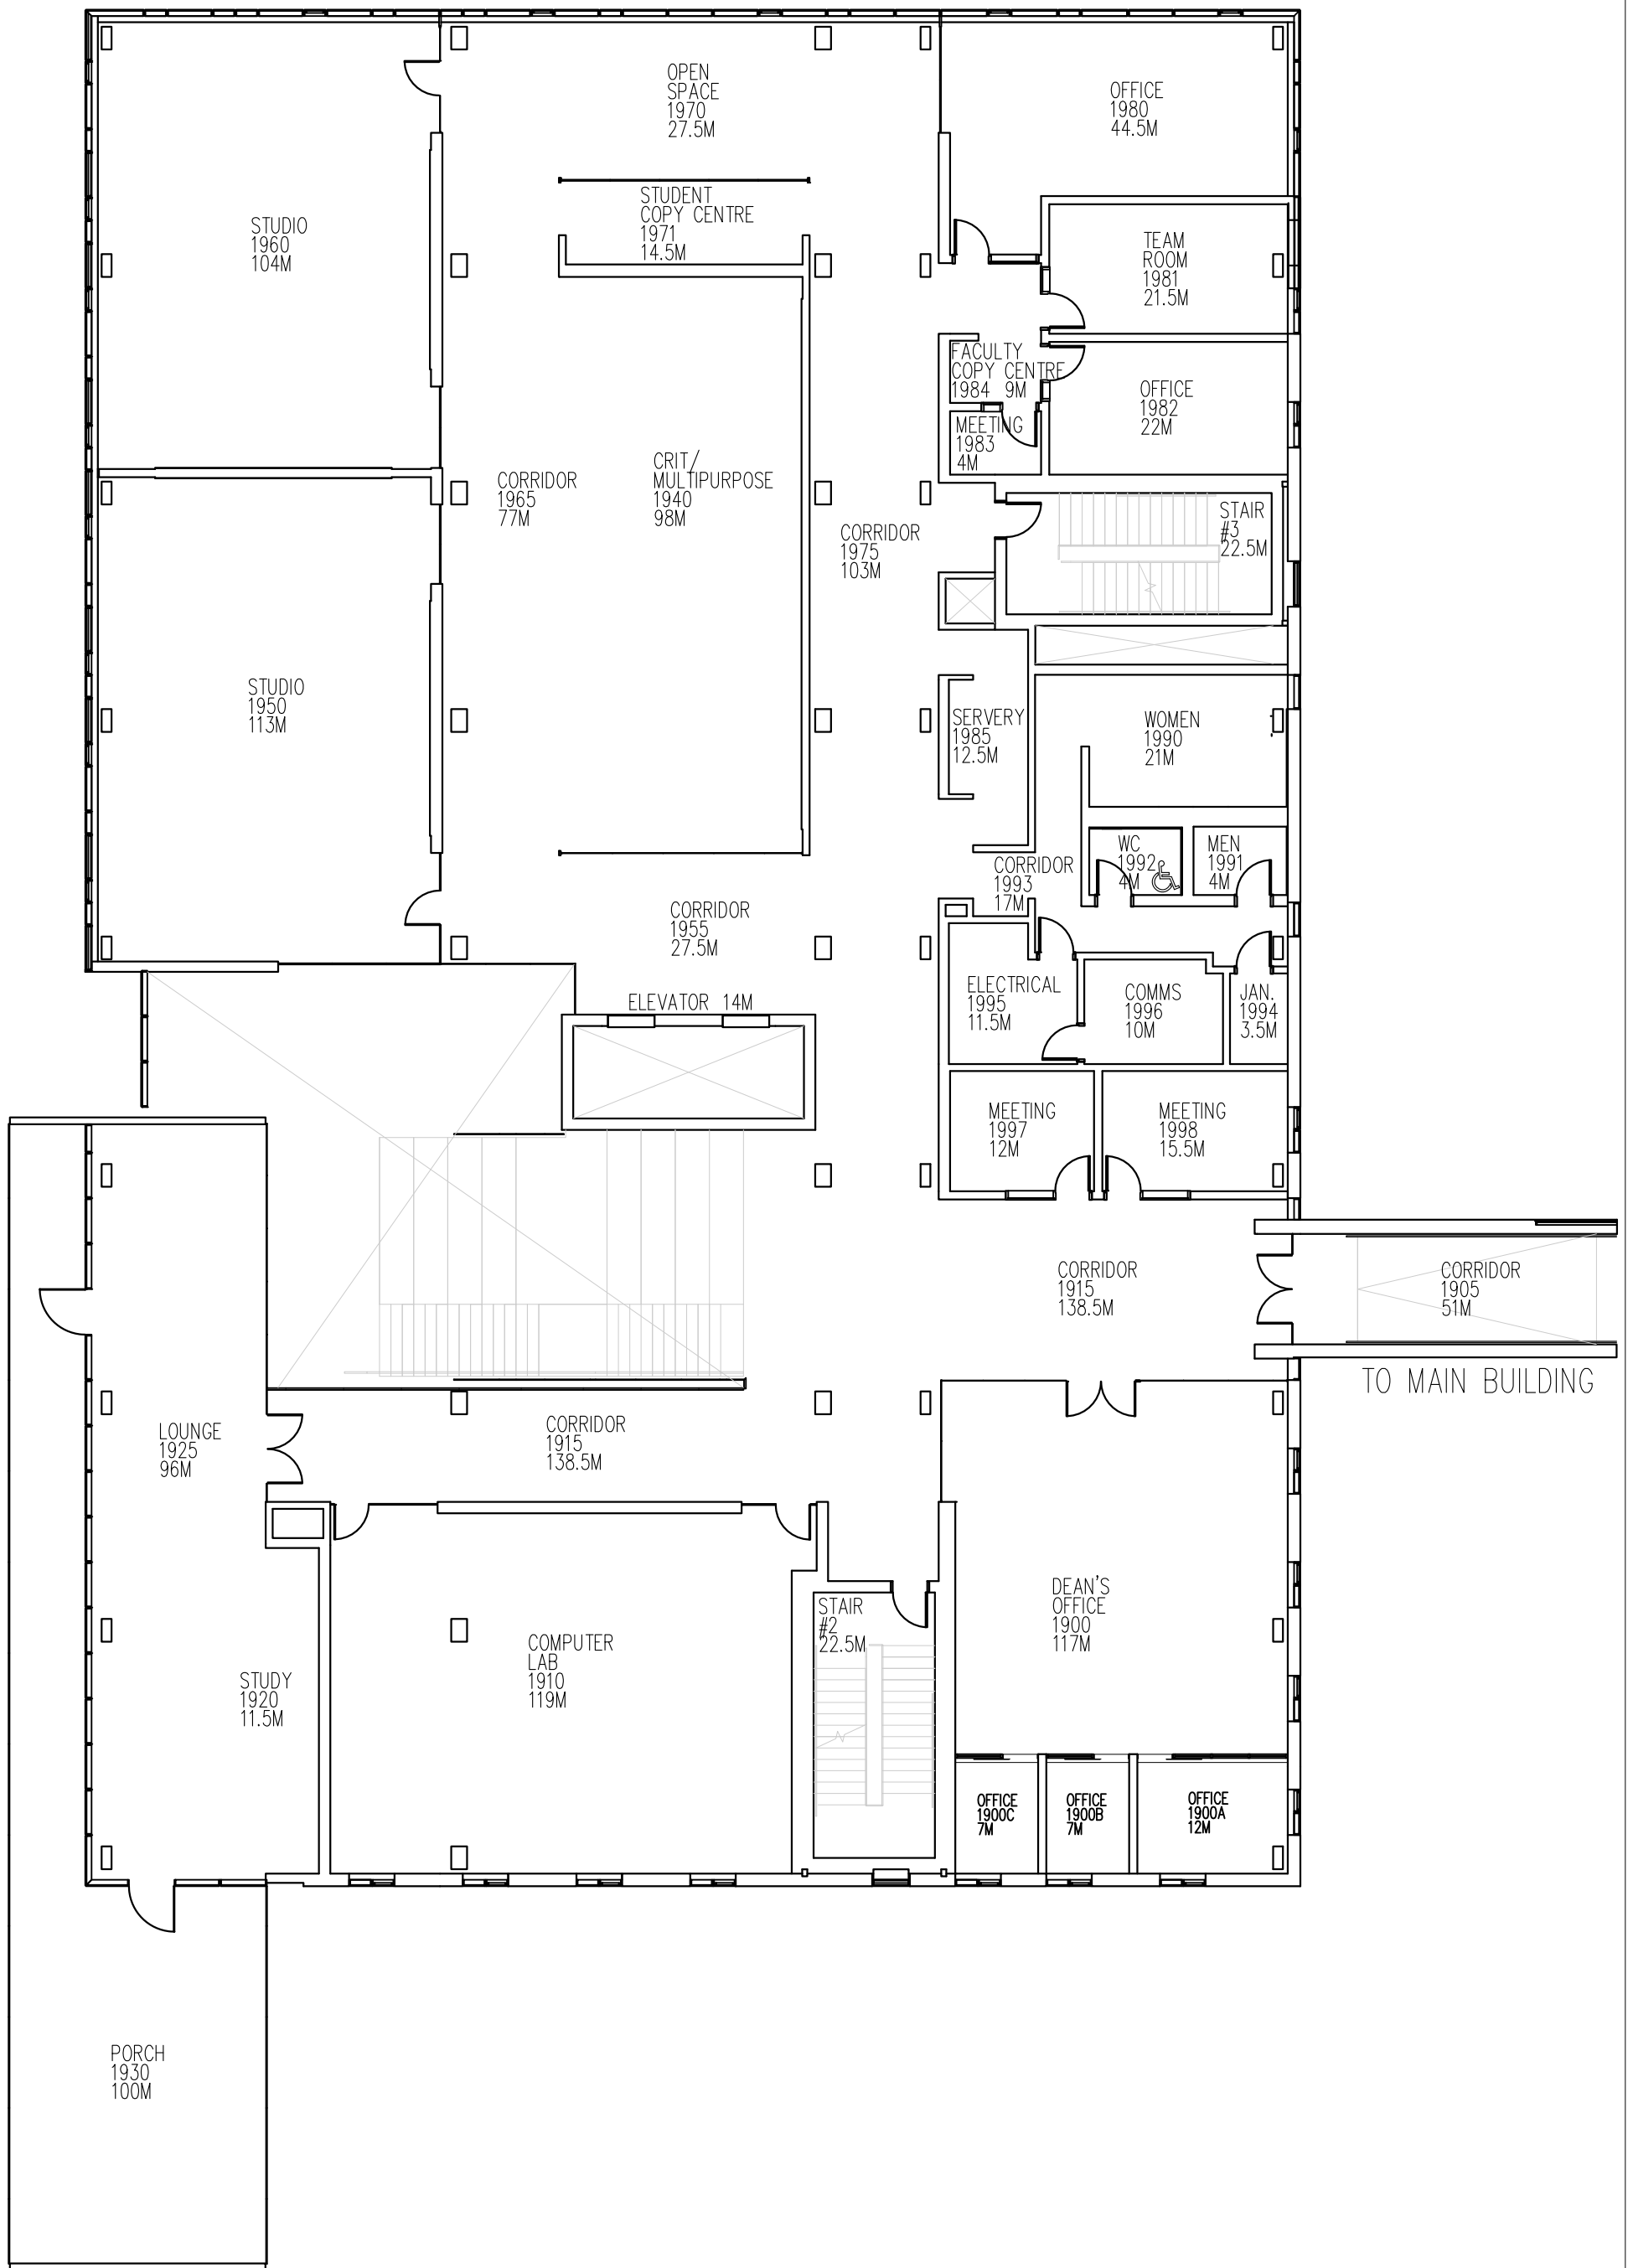 OPEN
SPACE
1970
27.5M
OFFICE
1980
44.5M
STUDENT
COPY CENTRE
1971
14.5M
STUDIO
1960
104M
TEAM
ROOM
1981
21.5M
FACULTY
COPY CENTRE
1984 9M
OFFICE
1982
22M
MEETING
1983
4M
CORRIDOR
1965
77M
CRIT/
MULTIPURPOSE
1940
98M
CORRIDOR
1975
103M
STAIR
#3
22.5M
STUDIO
1950
113M
SERVERY
1985
12.5M
WOMEN
1990
21M
WC
1992
4M
MEN
1991
4M
CORRIDOR
1993
17M
CORRIDOR
1955
27.5M
ELEVATOR 14M
ELECTRICAL
1995
11.5M
COMMS
1996
10M
JAN.
1994
3.5M
MEETING
1997
12M
MEETING
1998
15.5M
CORRIDOR
1915
138.5M
CORRIDOR
1905
51M
TO MAIN BUILDING
LOUNGE
1925
96M
CORRIDOR
1915
138.5M
DEAN'S
OFFICE
1900
117M
STAIR
#2
22.5M
COMPUTER
LAB
1910
119M
STUDY
1920
11.5M
OFFICE
1900C
7M
OFFICE
1900B
7M
OFFICE
1900A
12M
PORCH
1930
100M